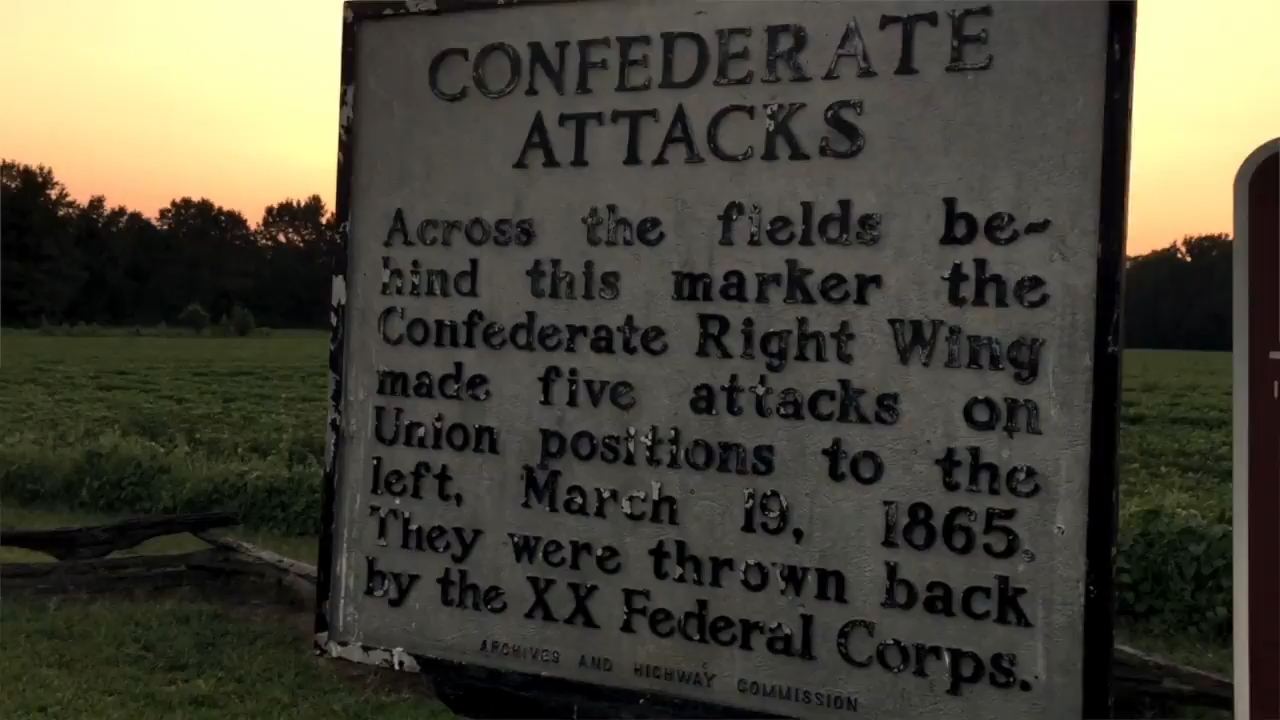 CONFEDERATE
ATTACKS
Across the fields be-
hind this marker the
Confederate Right Wing
made five attacks on
Union positions to the
left, March 19, 1865.
They were thrown back
by the XX Federal Corps.
ARCHIVES AND HIGHWAY COMMISSION